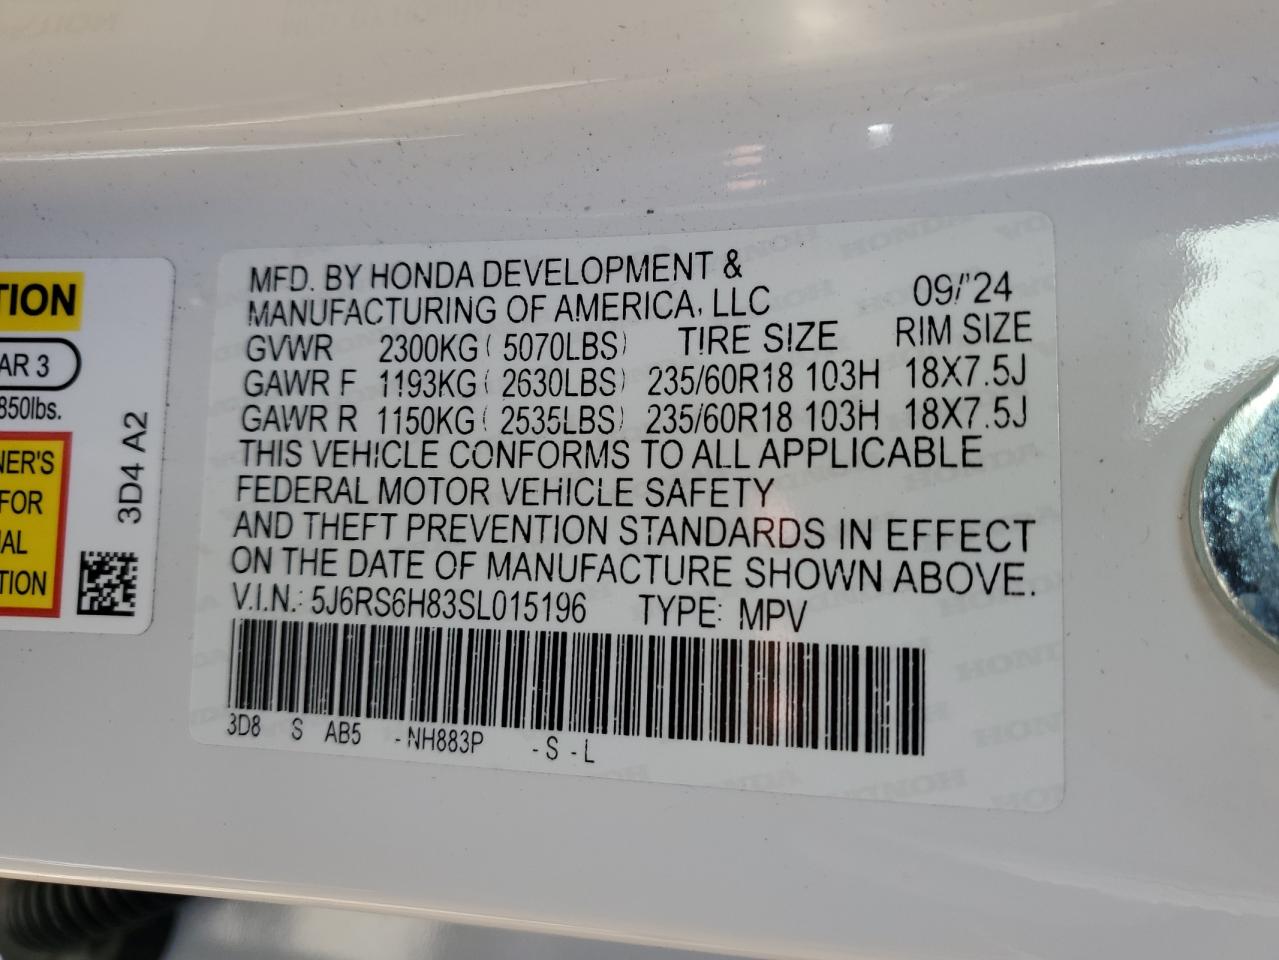 MFD. BY HONDA DEVELOPMENT &
MANUFACTURING OF AMERICA, LLC 09/'24
GVWR 2300KG( 5070LBS) TIRE SIZE RIM SIZE
GAWR F 1193KG( 2630LBS) 235/60R18 103H 18X7.5J
GAWR R 1150KG( 2535LBS) 235/60R18 103H 18X7.5J
THIS VEHICLE CONFORMS TO ALL APPLICABLE
FEDERAL MOTOR VEHICLE SAFETY
AND THEFT PREVENTION STANDARDS IN EFFECT
ON THE DATE OF MANUFACTURE SHOWN ABOVE.
V.I.N.: 5J6RS6H83SL015196 TYPE: MPV
3D8 S AB5 -NH883P -S-L
TION
AR 3
850lbs.
NER'S
FOR
AL
TION
3D4 A2